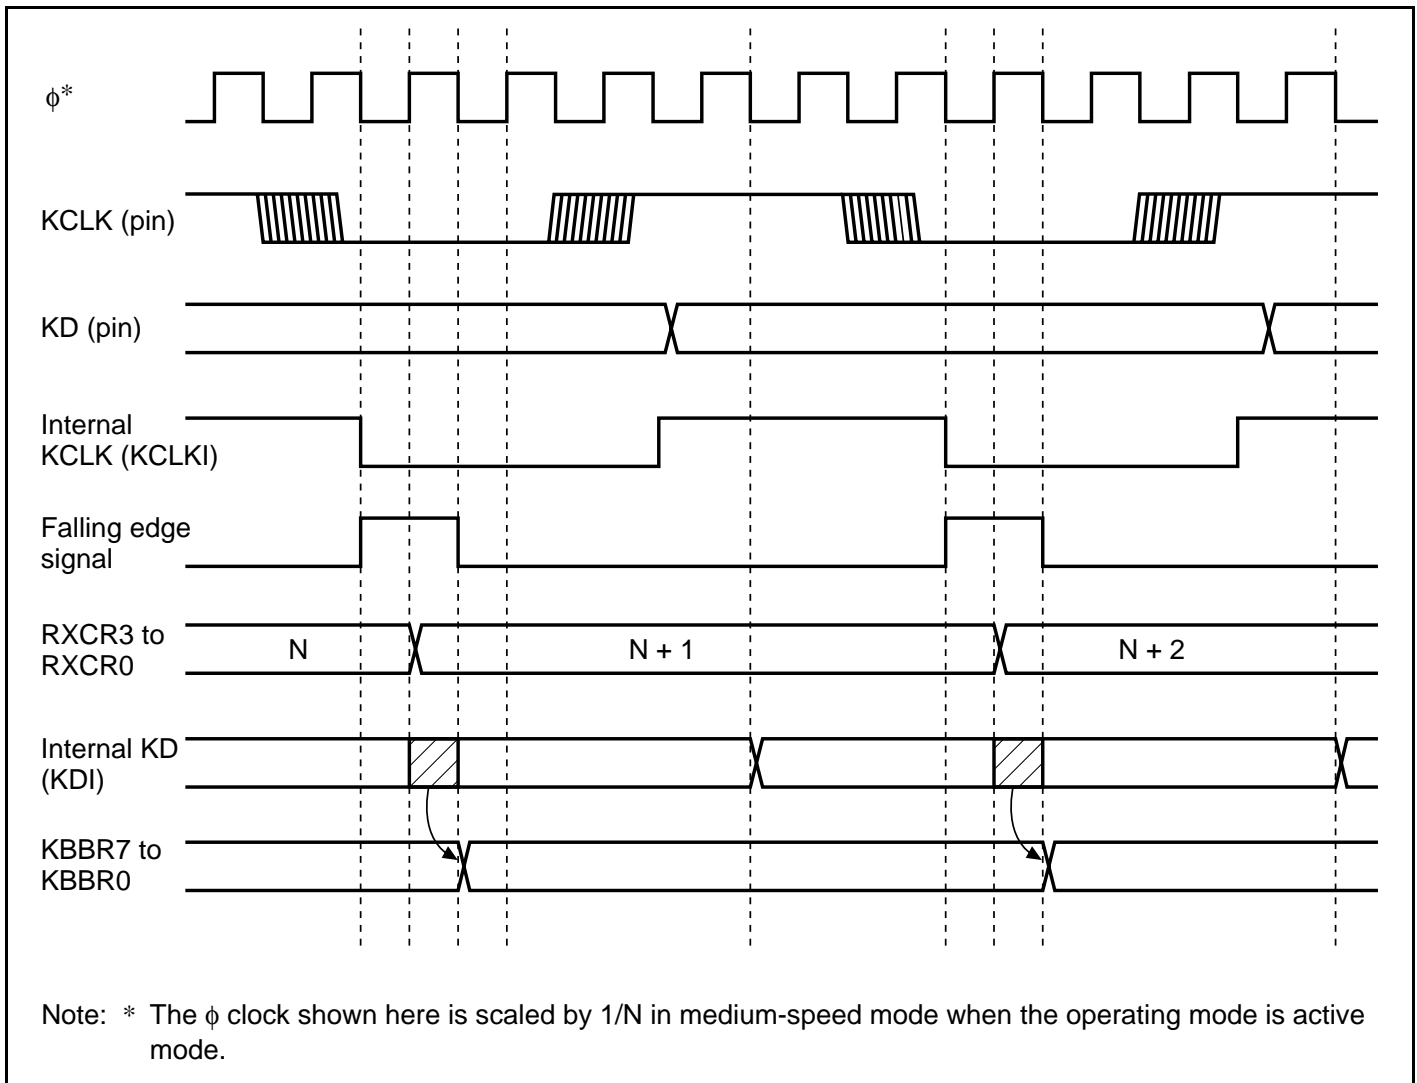 ϕ*
KCLK (pin)
KD (pin)
Internal
KCLK (KCLKI)
Falling edge
signal
RXCR3 to
RXCR0
N
N + 1
N + 2
Internal KD
(KDI)
KBBR7 to
KBBR0
Note: * The ϕ clock shown here is scaled by 1/N in medium-speed mode when the operating mode is active
mode.